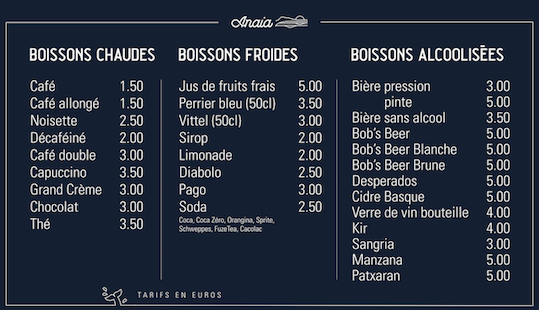 Anaia
BOISSONS CHAUDES
Café 1.50
Café allongé 1.50
Noisette 2.50
Décaféiné 2.00
Café double 3.00
Capuccino 3.50
Grand Crème 3.00
Chocolat 3.00
Thé 3.50
BOISSONS FROIDES
Jus de fruits frais 5.00
Perrier bleu (50cl) 3.50
Vittel (50cl) 3.00
Sirop 2.00
Limonade 2.00
Diabolo 2.50
Pago 3.00
Soda 2.50
Coca, Coca Zéro, Orangina, Sprite,
Schweppes, FuzeTea, Cacolac
BOISSONS ALCOOLISÉES
Bière pression 3.00
pinte 5.00
Bière sans alcool 3.50
Bob's Beer 5.00
Bob's Beer Blanche 5.00
Bob's Beer Brune 5.00
Desperados 5.00
Cidre Basque 5.00
Verre de vin bouteille 4.00
Kir 4.00
Sangria 3.00
Manzana 5.00
Patxaran 5.00
TARIFS EN EUROS